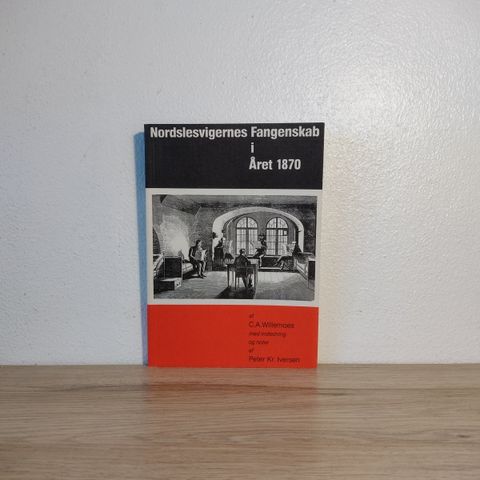 Nordslesvigernes Fangenskab
i
Året 1870
af
C.A.Willemoes
med indledning
og noter
af
Peter Kr. Iversen